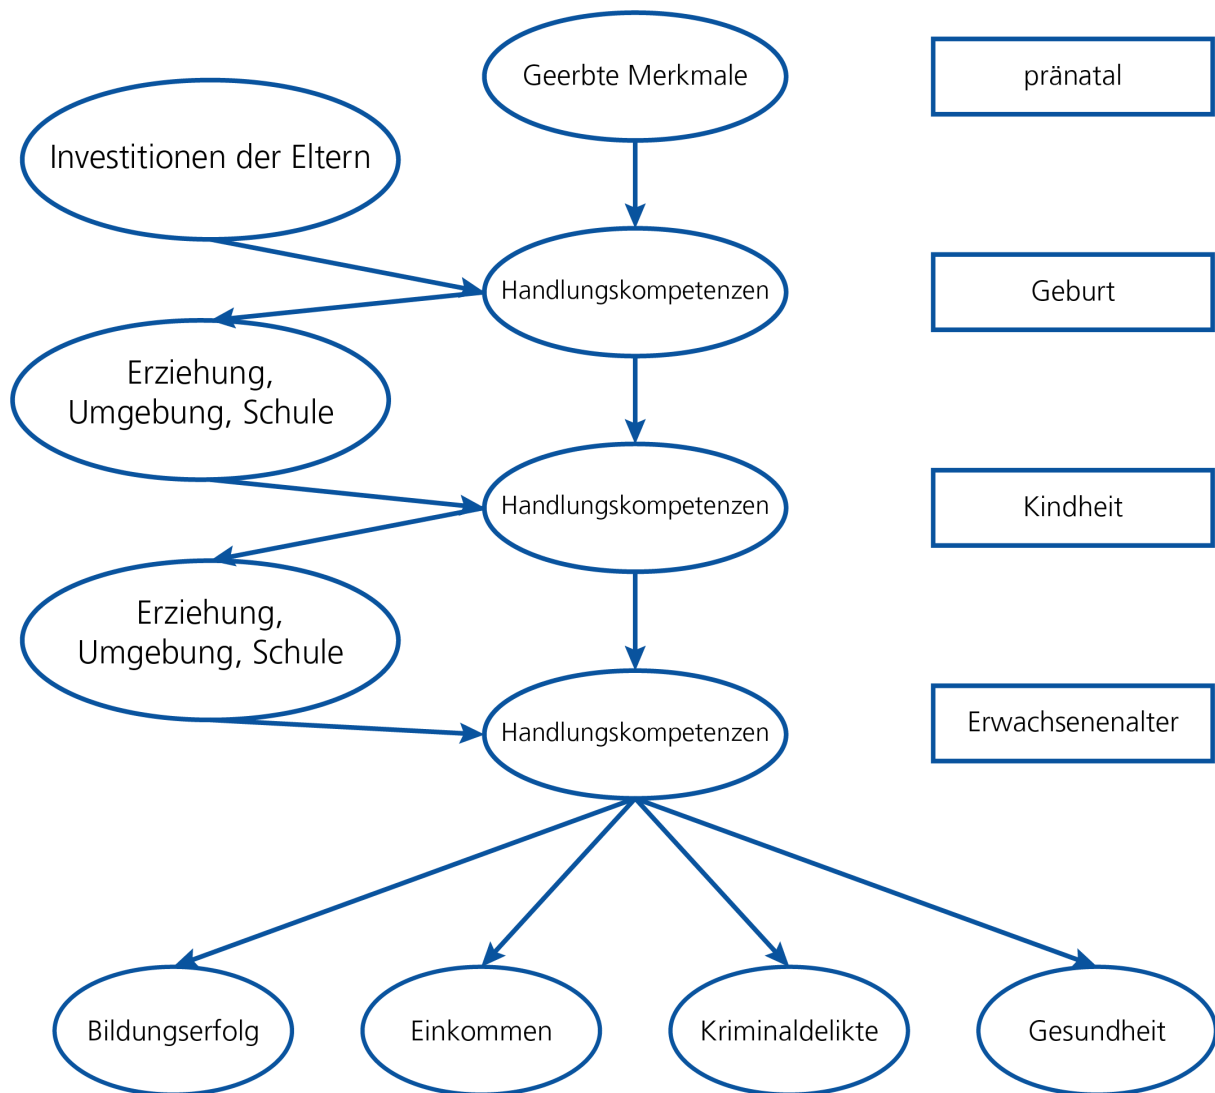 Geerbte Merkmale
pränatal
Investitionen der Eltern
Handlungskompetenzen
Geburt
Erziehung,
Umgebung, Schule
Handlungskompetenzen
Kindheit
Erziehung,
Umgebung, Schule
Handlungskompetenzen
Erwachsenenalter
Bildungserfolg
Einkommen
Kriminaldelikte
Gesundheit